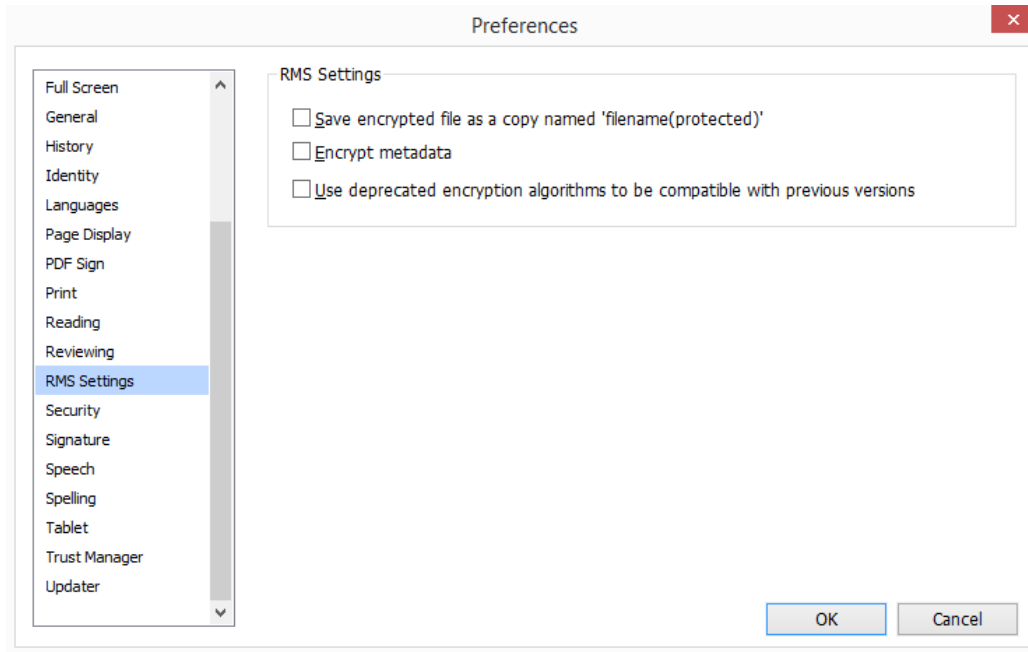 Preferences
Full Screen
General
History
Identity
Languages
Page Display
PDF Sign
Print
Reading
Reviewing
RMS Settings
Security
Signature
Speech
Spelling
Tablet
Trust Manager
Updater
RMS Settings
Save encrypted file as a copy named 'filename(protected)'
Encrypt metadata
Use deprecated encryption algorithms to be compatible with previous versions
OK
Cancel